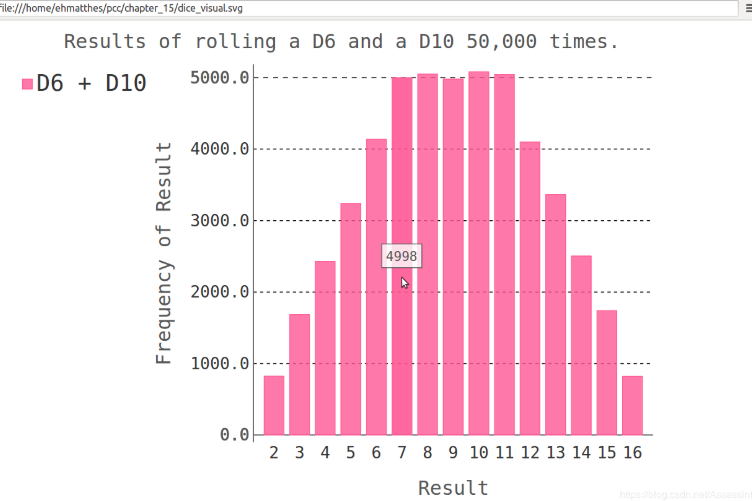 file:///home/ehmatthes/pcc/chapter_15/dice_visual.svg
Results of rolling a D6 and a D10 50,000 times.
D6 + D10
Frequency of Result
5000.0
4000.0
3000.0
2000.0
1000.0
0.0
4998
2 3 4 5 6 7 8 9 10 11 12 13 14 15 16
Result